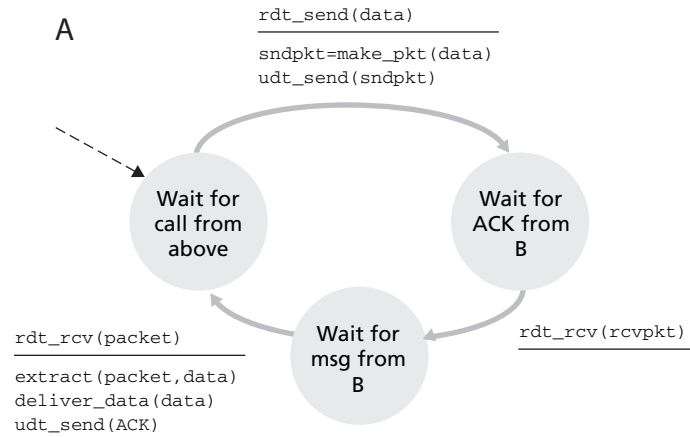 A
rdt_send(data)
sndpkt=make_pkt(data)
udt_send(sndpkt)
Wait for
call from
above
Wait for
ACK from
B
Wait for
msg from
B
rdt_rcv(rcvpkt)
rdt_rcv(packet)
extract(packet,data)
deliver_data(data)
udt_send(ACK)